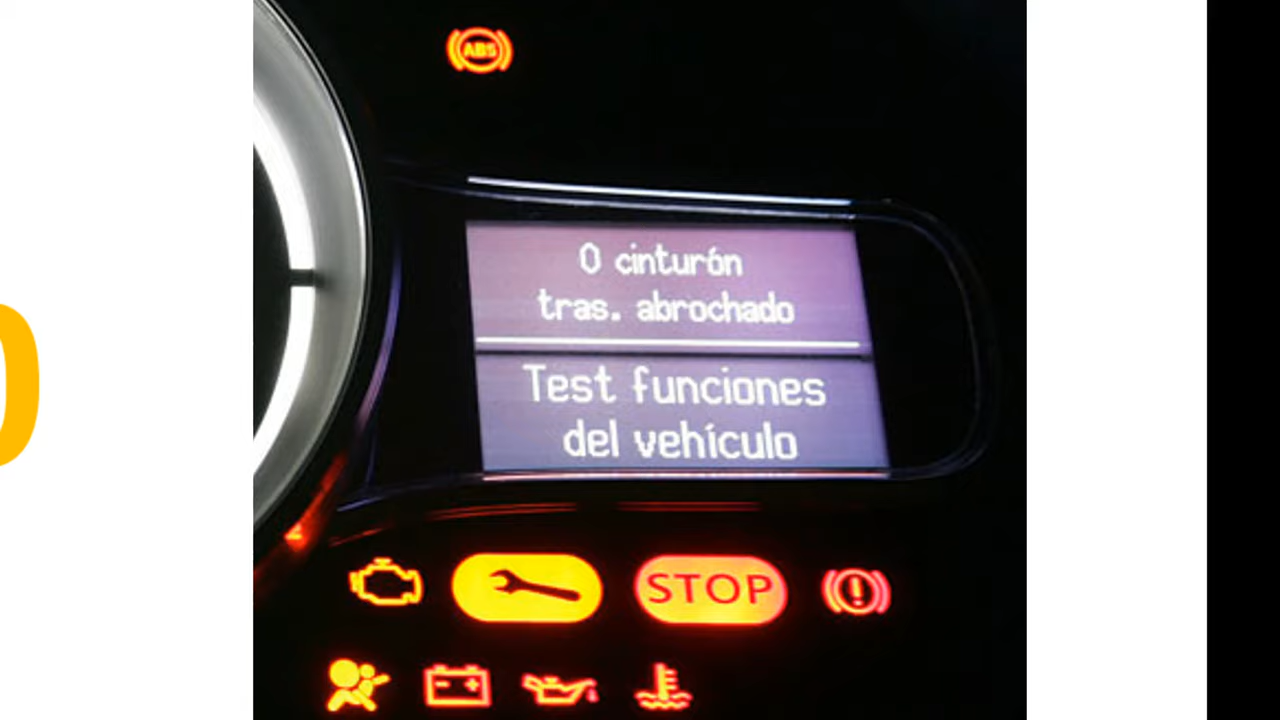 ABS
0 cinturón
tras. abrochado
Test funciones
del vehículo
STOP